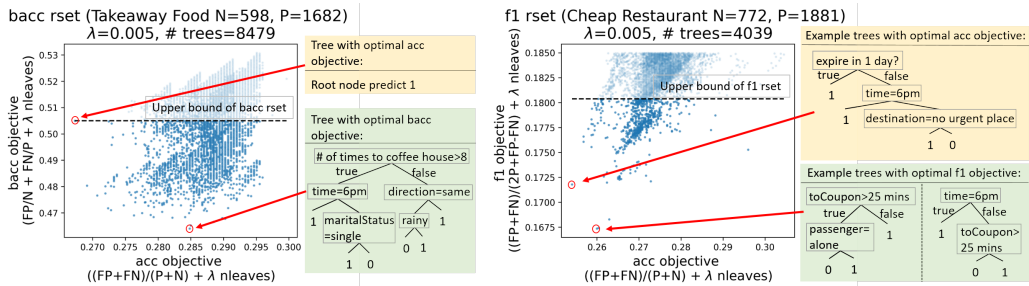 bacc rset (Takeaway Food N=598, P=1682)
λ=0.005, # trees=8479
bacc objective
(FP/N + FN/P + λ nleaves)
0.53
0.52
0.51
0.50
0.49
0.48
0.47
Upper bound of bacc rset
0.270 0.275 0.280 0.285 0.290 0.295 0.300
acc objective
((FP+FN)/(P+N) + λ nleaves)
Tree with optimal acc
objective:
Root node predict 1
Tree with optimal bacc
objective:
# of times to coffee house>8
true false
time=6pm direction=same
1 maritalStatus
=single
rainy 1
0 1
1 0
f1 rset (Cheap Restaurant N=772, P=1881)
λ=0.005, # trees=4039
f1 objective
((FP+FN)/(2P+FP-FN) + λ nleaves)
0.1850
0.1825
0.1800
0.1775
0.1750
0.1725
0.1700
0.1675
Upper bound of f1 rset
0.26 0.27 0.28 0.29 0.30
acc objective
((FP+FN)/(P+N) + λ nleaves)
Example trees with optimal acc objective:
expire in 1 day?
true false
1 time=6pm
1 destination=no urgent place
1 0
Example trees with optimal f1 objective:
toCoupon>25 mins
true false
passenger=
alone
1
0 1
time=6pm
true false
1 toCoupon>
25 mins
0 1